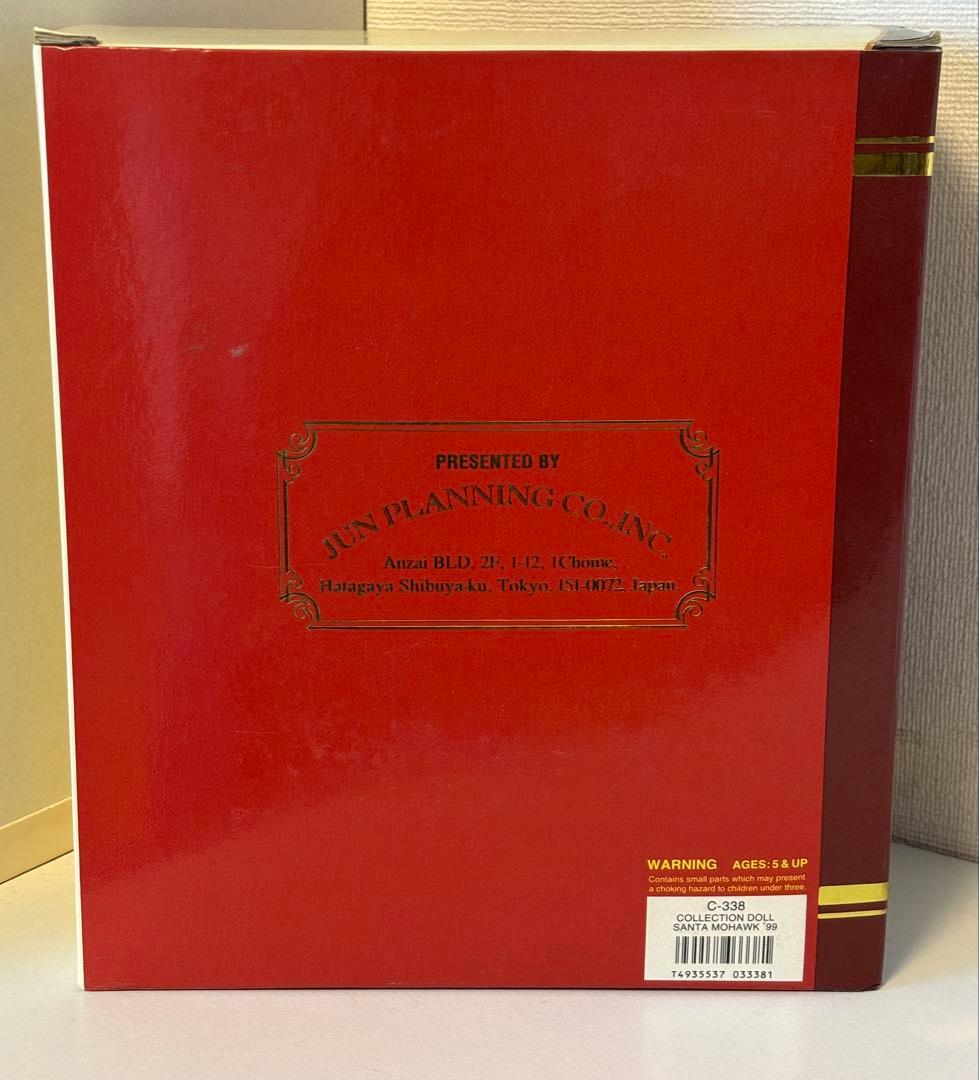 PRESENTED BY
JUN PLANNING CO.,INC.
Anzai BLD, 2F, 1-12, 1Chome,
Hatagaya Shibuya-ku, Tokyo, 151-0072, Japan
WARNING AGES: 5 & UP
Contains small parts which may present
a choking hazard to children under three.
C-338
COLLECTION DOLL
SANTA MOHAWK '99
T4935537 033381